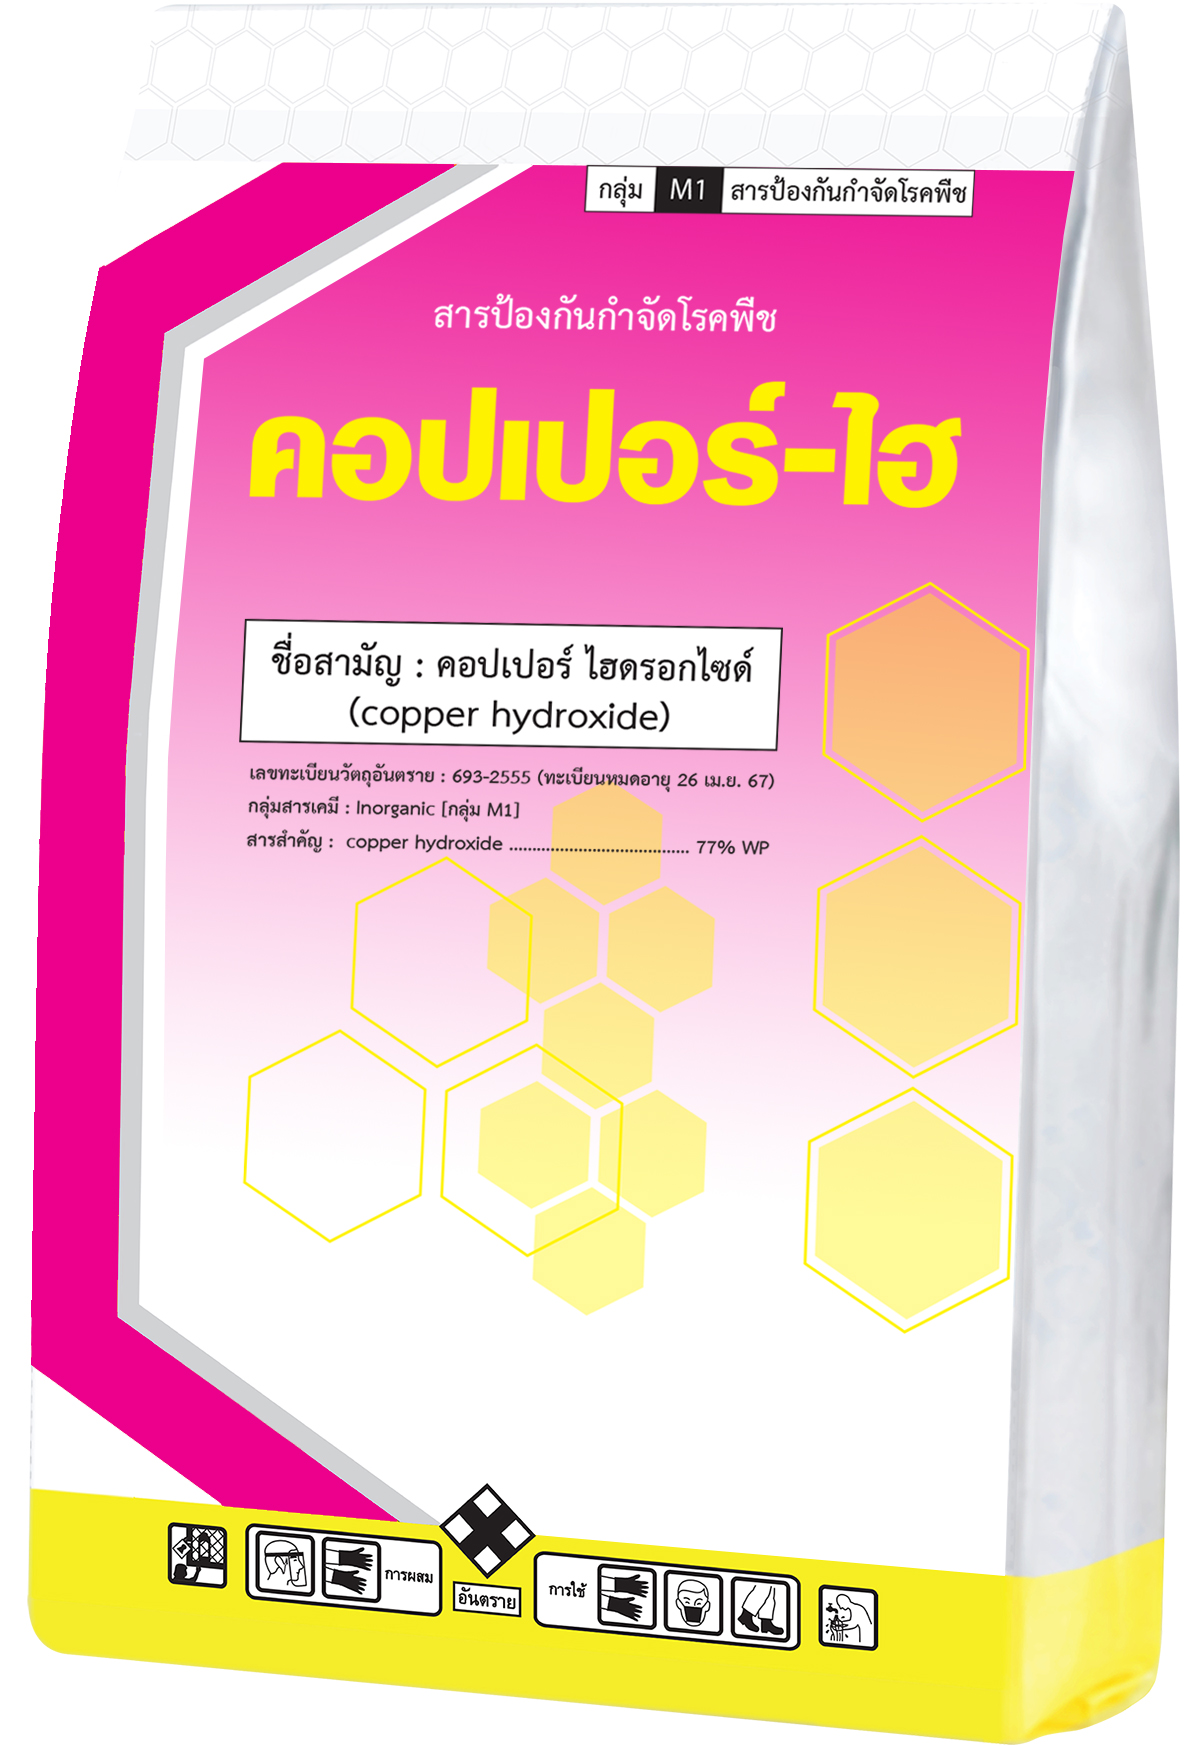 กลุ่ม M1 สารป้องกันกำจัดโรคพืช
สารป้องกันกำจัดโรคพืช
คอปเปอร์-ไฮ
ชื่อสามัญ : คอปเปอร์ ไฮดรอกไซด์
(copper hydroxide)
เลขทะเบียนวัตถุอันตราย : 693-2555 (ทะเบียนหมดอายุ 26 เม.ย. 67)
กลุ่มสารเคมี : Inorganic [กลุ่ม M1]
สารสำคัญ : copper hydroxide ....................................... 77% WP
การผสม
อันตราย
การใช้